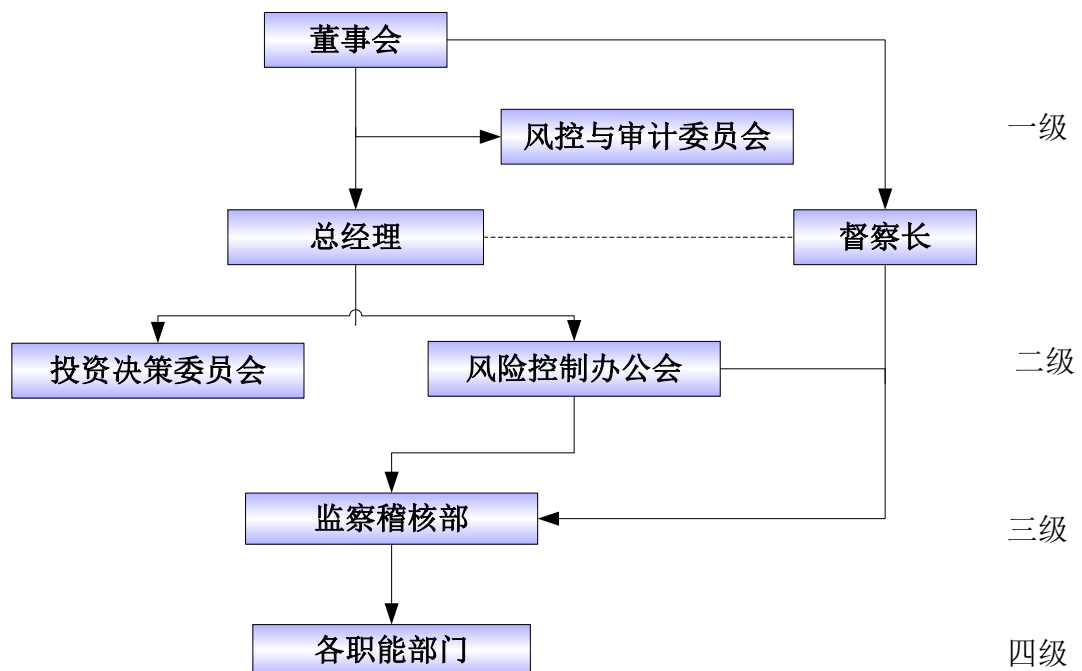 董事会
风控与审计委员会
一级
总经理
督察长
投资决策委员会
风险控制办公会
二级
监察稽核部
三级
各职能部门
四级